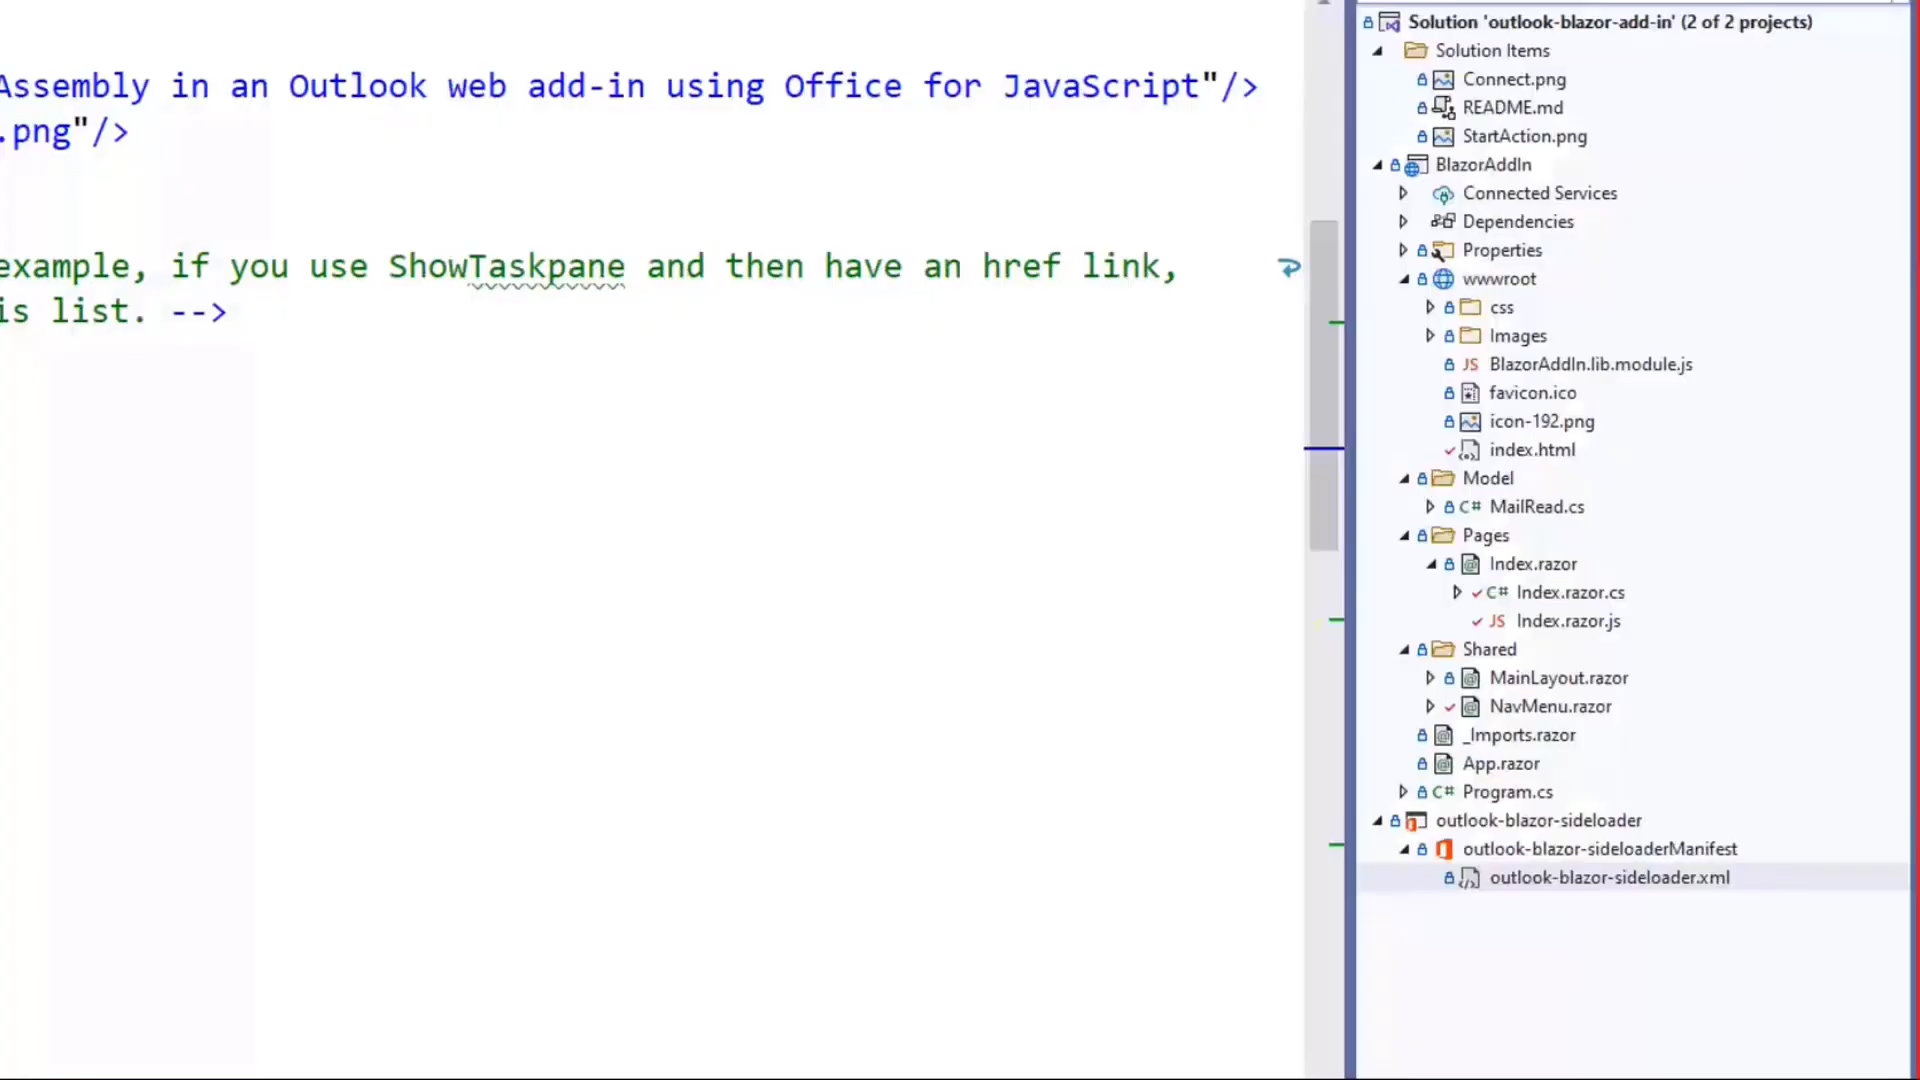 Assembly in an Outlook web add-in using Office for JavaScript"/>
.png"/>
example, if you use ShowTaskpane and then have an href link,
is list. -->
Solution 'outlook-blazor-add-in' (2 of 2 projects)
Solution Items
Connect.png
README.md
StartAction.png
BlazorAddIn
Connected Services
Dependencies
Properties
wwwroot
css
Images
JS BlazorAddIn.lib.module.js
favicon.ico
icon-192.png
index.html
Model
C# MailRead.cs
Pages
Index.razor
C# Index.razor.cs
JS Index.razor.js
Shared
MainLayout.razor
NavMenu.razor
_Imports.razor
App.razor
C# Program.cs
outlook-blazor-sideloader
outlook-blazor-sideloaderManifest
outlook-blazor-sideloader.xml